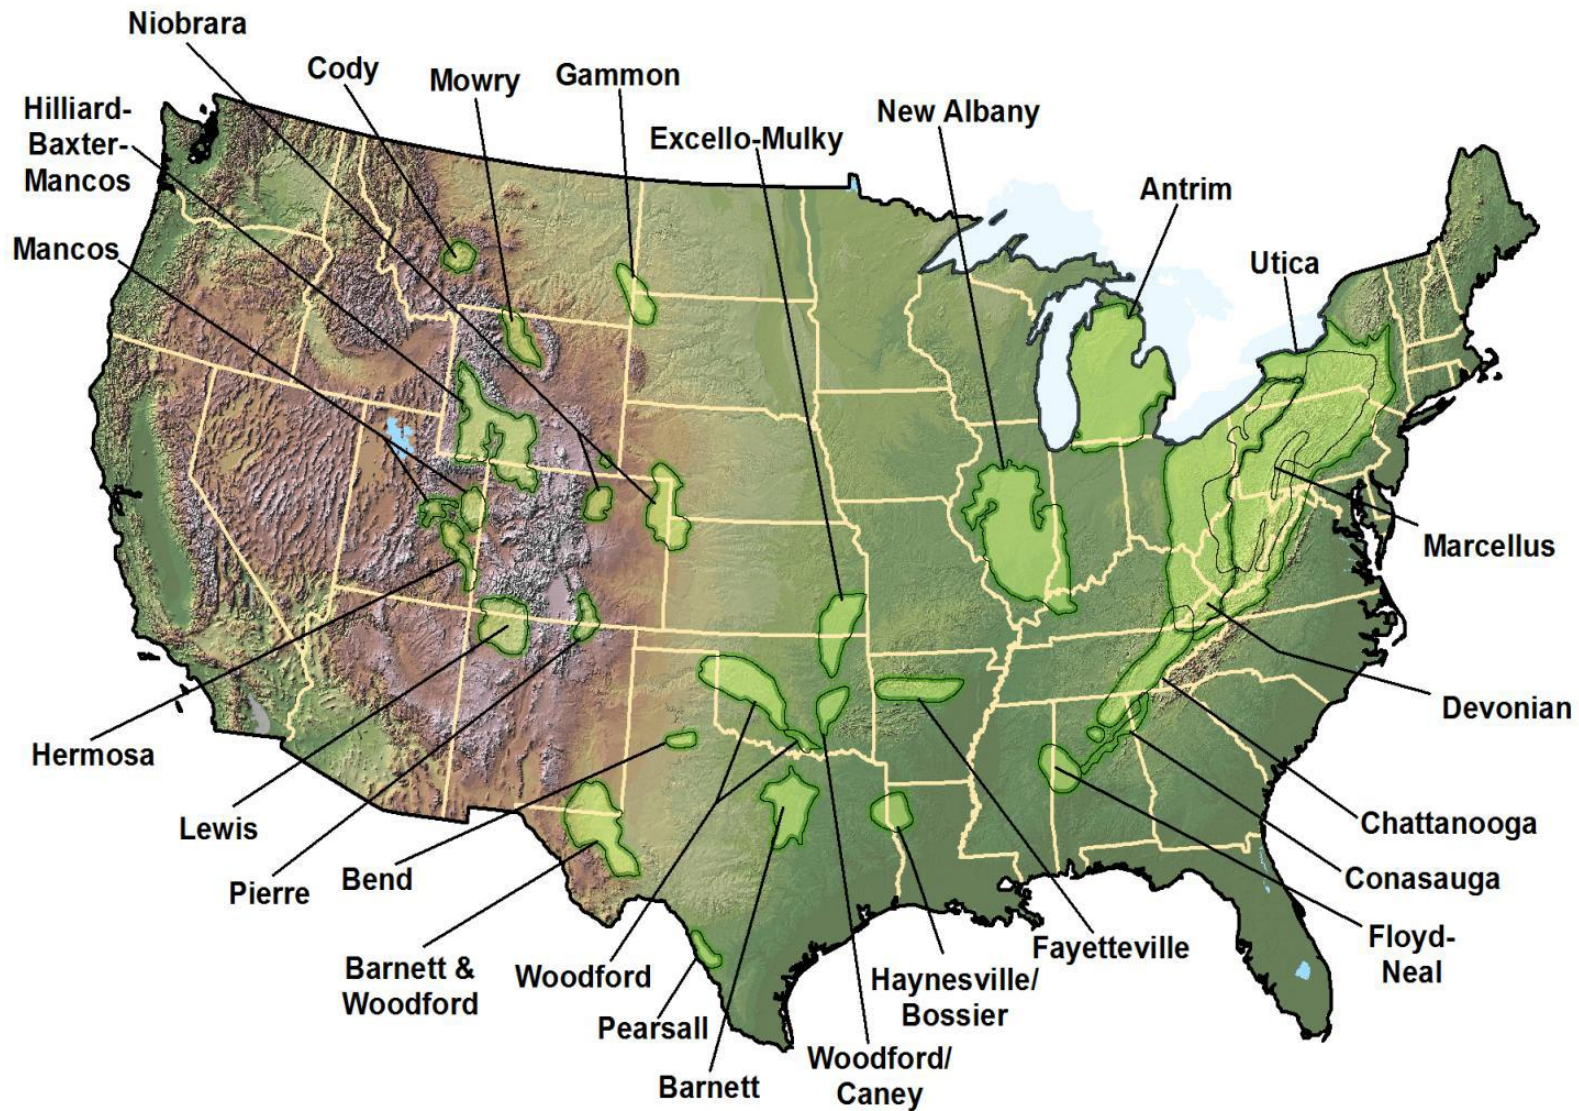 Niobrara
Cody
Mowry
Gammon
Hilliard-
Baxter-
Mancos
Excello-Mulky
New Albany
Antrim
Mancos
Utica
Marcellus
Devonian
Hermosa
Lewis
Pierre
Bend
Chattanooga
Conasauga
Barnett &
Woodford
Woodford
Pearsall
Barnett
Woodford/
Caney
Haynesville/
Bossier
Fayetteville
Floyd-
Neal